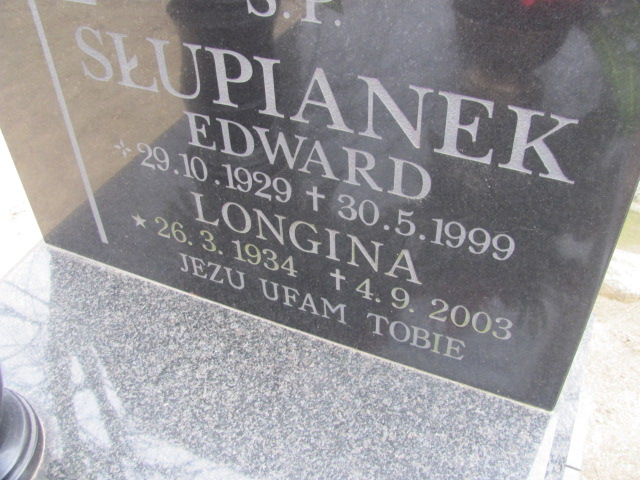 Ś.P.
SŁUPIANEK
EDWARD
29.10.1929 † 30.5.1999
LONGINA
★ 26.3.1934 † 4.9.2003
JEZU UFAM TOBIE